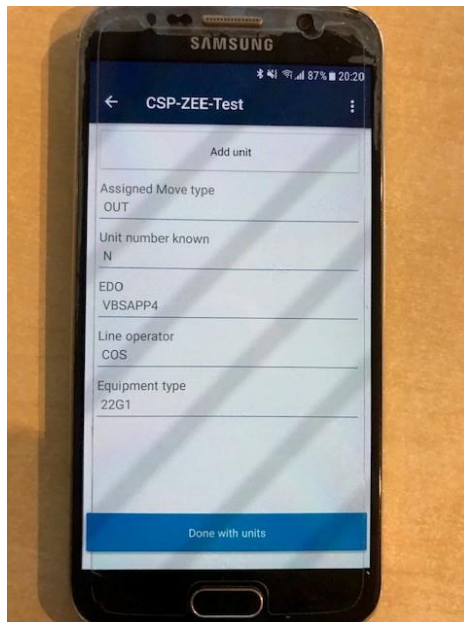 SAMSUNG
87% 20:20
CSP-ZEE-Test
Add unit
Assigned Move type
OUT
Unit number known
N
EDO
VBSAPP4
Line operator
COS
Equipment type
22G1
Done with units